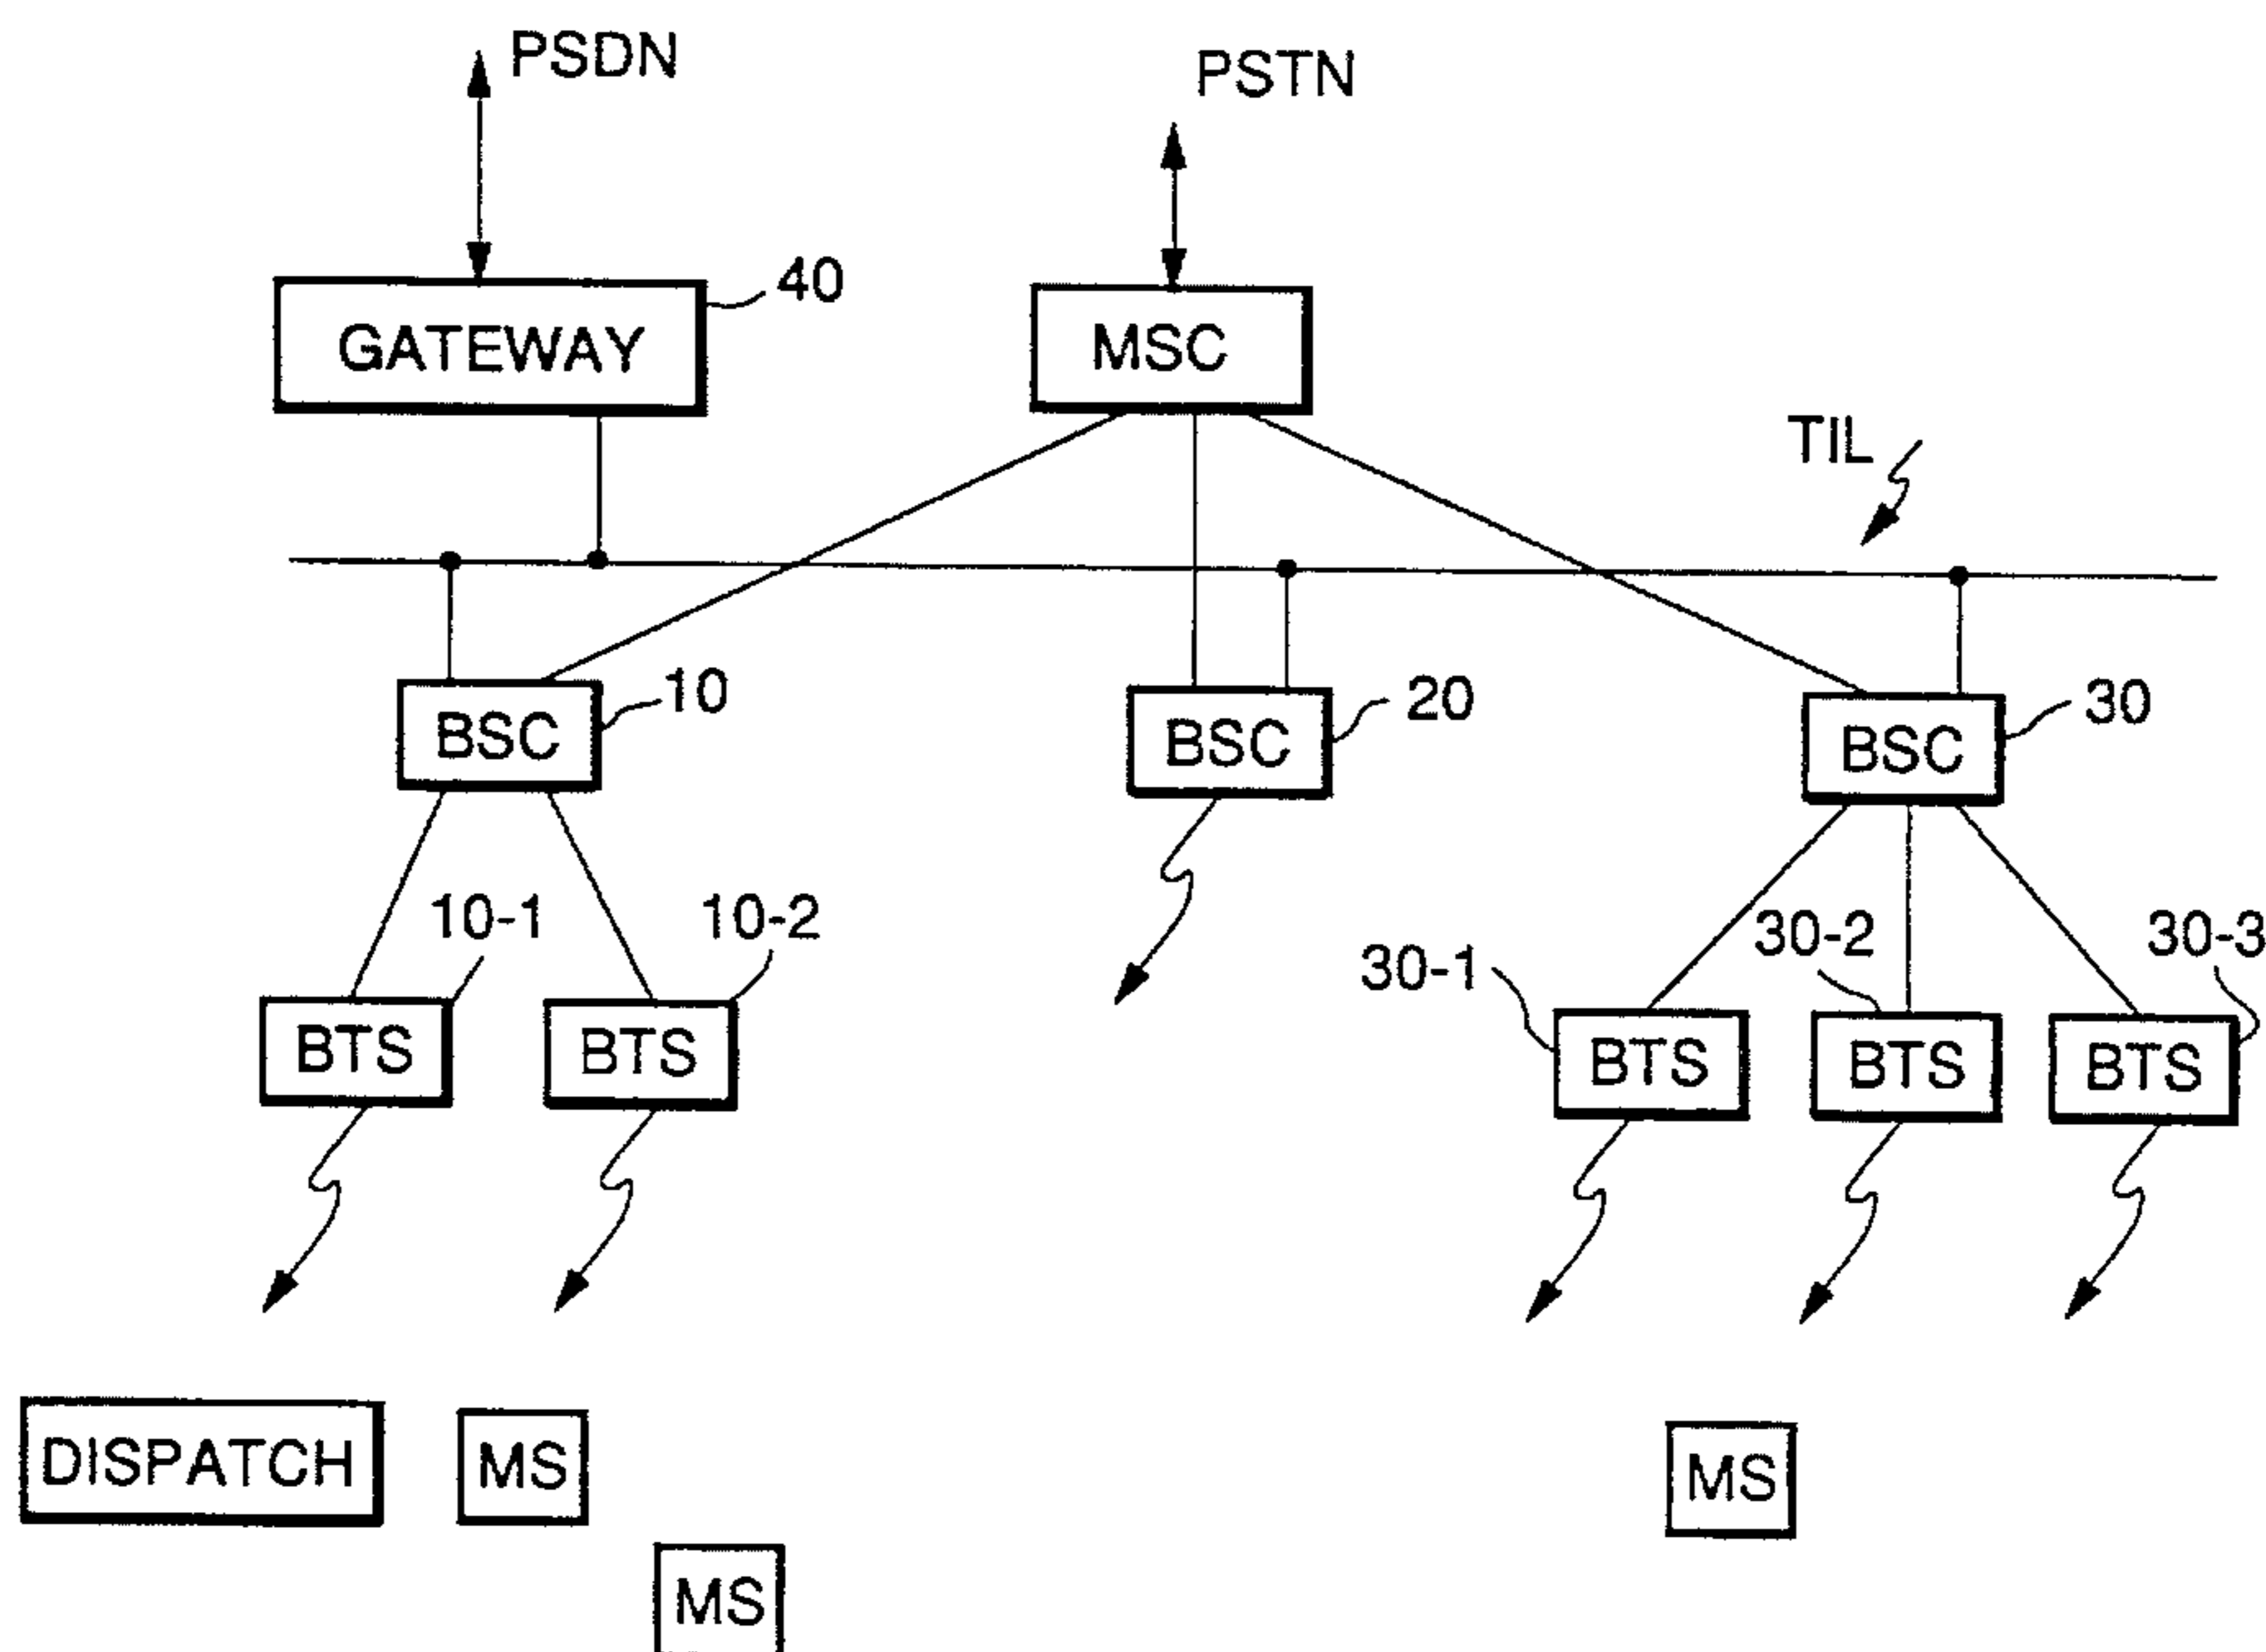 PSDN
PSTN
40
GATEWAY
MSC
TIL
10
20
30
BSC
BSC
BSC
10-1
10-2
30-1
30-2
30-3
BTS
BTS
BTS
BTS
BTS
DISPATCH
MS
MS
MS